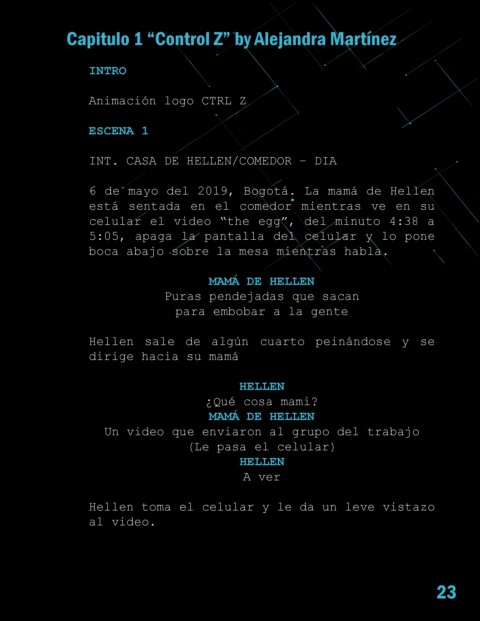 Capitulo 1 “Control Z” by Alejandra Martínez
INTRO
Animación logo CTRL Z
ESCENA 1
INT. CASA DE HELLEN/COMEDOR – DIA
6 de mayo del 2019, Bogotá. La mamá de Hellen
está sentada en el comedor mientras ve en su
celular el video “the egg”, del minuto 4:38 a
5:05, apaga la pantalla del celular y lo pone
boca abajo sobre la mesa mientras habla.
MAMÁ DE HELLEN
Puras pendejadas que sacan
para embobar a la gente
Hellen sale de algún cuarto peinándose y se
dirige hacia su mamá
HELLEN
¿Qué cosa mami?
MAMÁ DE HELLEN
Un video que enviaron al grupo del trabajo
(Le pasa el celular)
HELLEN
A ver
Hellen toma el celular y le da un leve vistazo
al video.
23